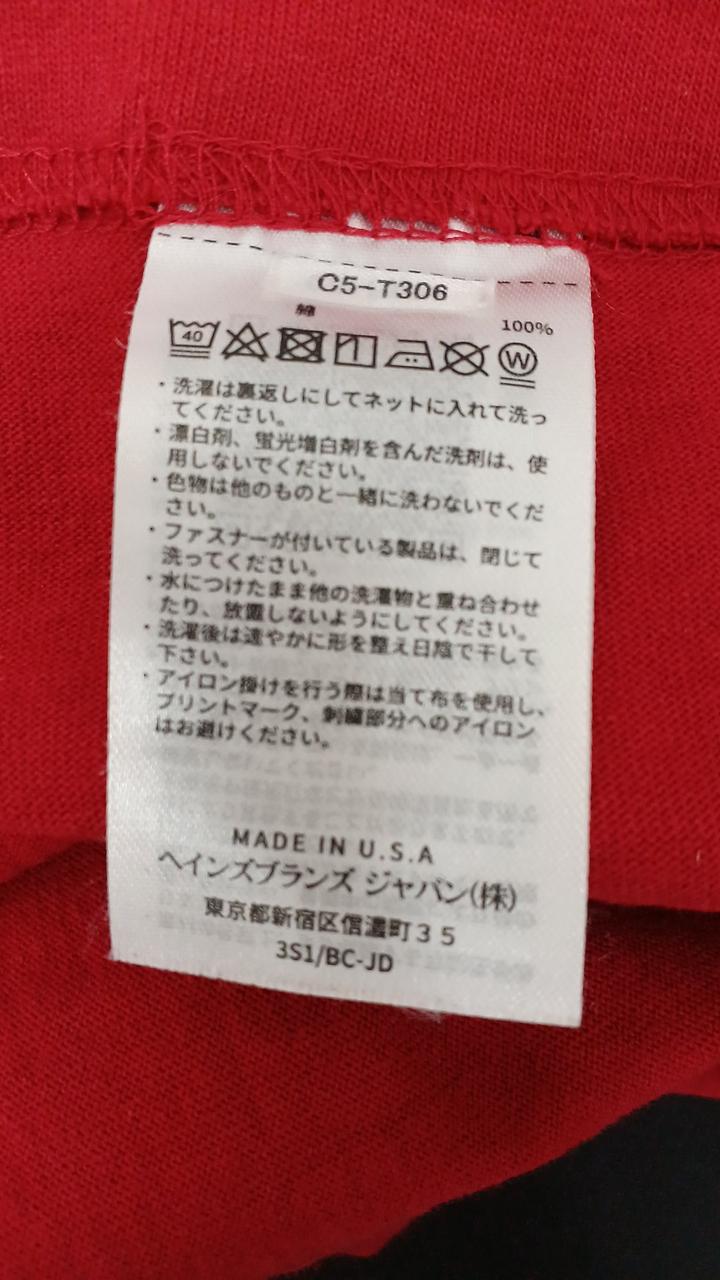 C5-T306
綿
100%
40
W
・洗濯は裏返しにしてネットに入れて洗っ
てください。
・漂白剤、蛍光増白剤を含んだ洗剤は、使
用しないでください。
・色物は他のものと一緒に洗わないでくだ
さい。
・ファスナーが付いている製品は、閉じて
洗ってください。
・水につけたまま他の洗濯物と重ね合わせ
たり、放置しないようにしてください。
・洗濯後は速やかに形を整え日陰で干して
下さい。
・アイロン掛けを行う際は当て布を使用し、
プリントマーク、刺繍部分へのアイロン
はお避けください。
MADE IN U.S.A
ヘインズブランズ ジャパン(株)
東京都新宿区信濃町35
3S1/BC-JD